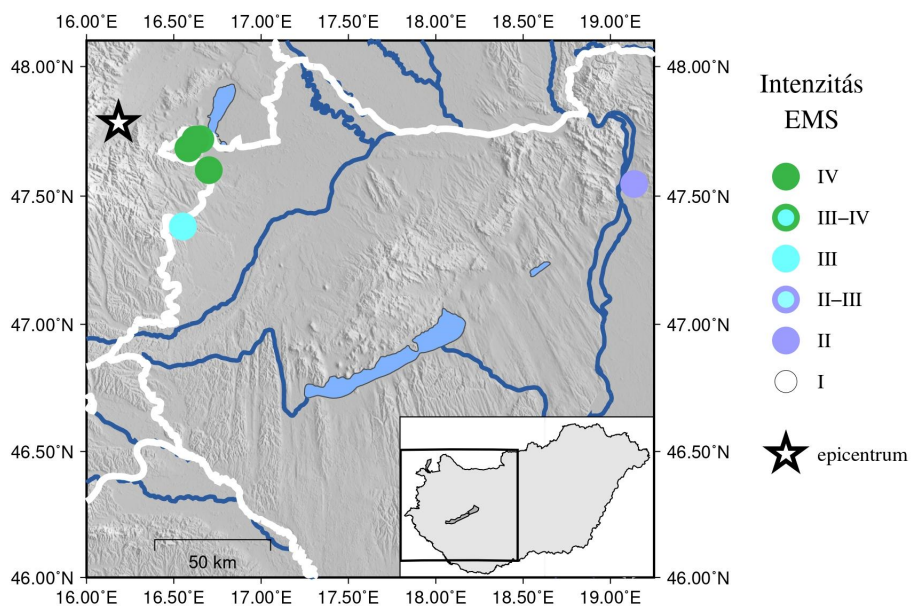 16.00°E 16.50°E 17.00°E 17.50°E 18.00°E 18.50°E 19.00°E
48.00°N 48.00°N
47.50°N 47.50°N
47.00°N 47.00°N
46.50°N 46.50°N
46.00°N 46.00°N
50 km
16.00°E 16.50°E 17.00°E 17.50°E 18.00°E 18.50°E 19.00°E
Intenzitás
EMS
IV
III−IV
III
II−III
II
I
epicentrum